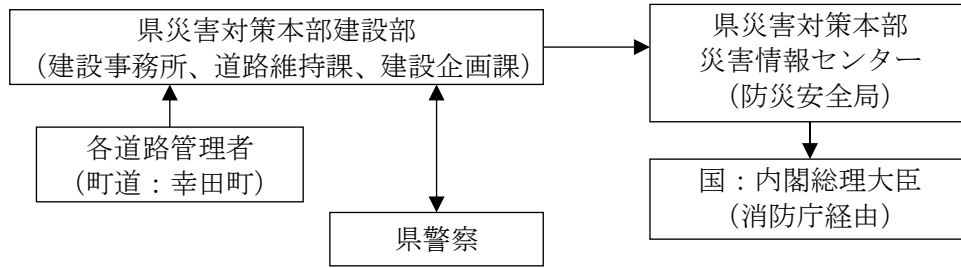 県災害対策本部建設部
(建設事務所、道路維持課、建設企画課)
県災害対策本部
災害情報センター
(防災安全局)
各道路管理者
(町道：幸田町)
国：内閣総理大臣
(消防庁経由)
県警察